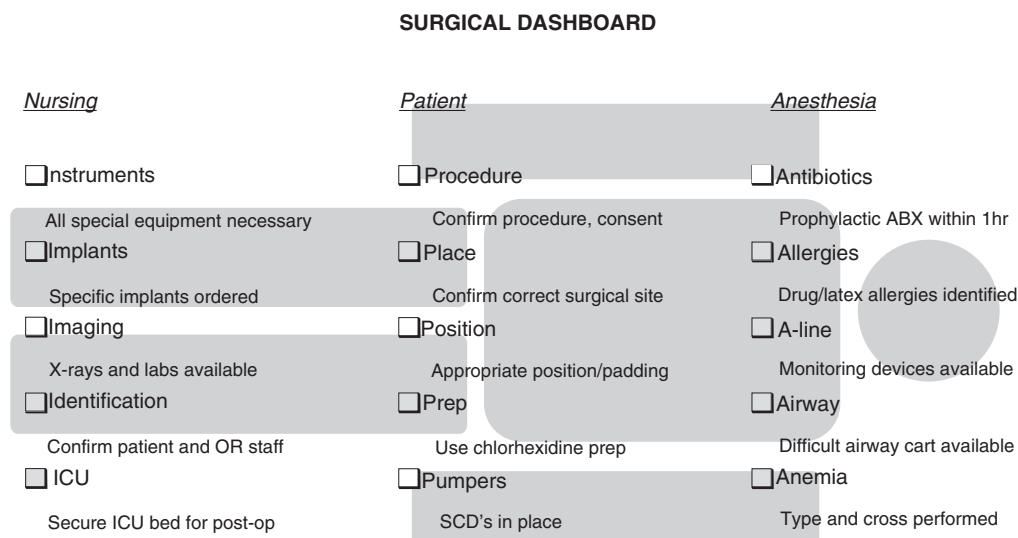 SURGICAL DASHBOARD
Nursing
Instruments
All special equipment necessary
Implants
Specific implants ordered
Imaging
X-rays and labs available
Identification
Confirm patient and OR staff
ICU
Secure ICU bed for post-op
Patient
Procedure
Confirm procedure, consent
Place
Confirm correct surgical site
Position
Appropriate position/padding
Prep
Use chlorhexidine prep
Pumpers
SCD's in place
Anesthesia
Antibiotics
Prophylactic ABX within 1hr
Allergies
Drug/latex allergies identified
A-line
Monitoring devices available
Airway
Difficult airway cart available
Anemia
Type and cross performed